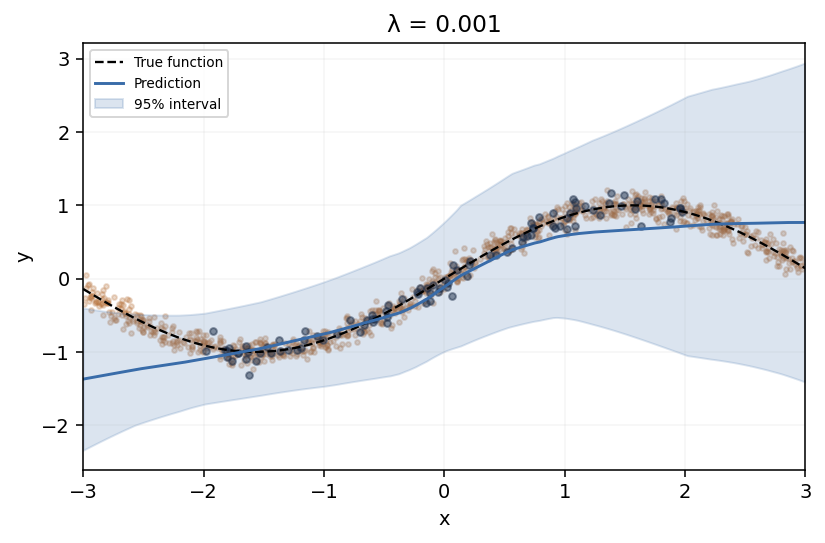 λ = 0.001
True function
Prediction
95% interval
y
3
2
1
0
−1
−2
−3
−2
−1
0
1
2
3
x